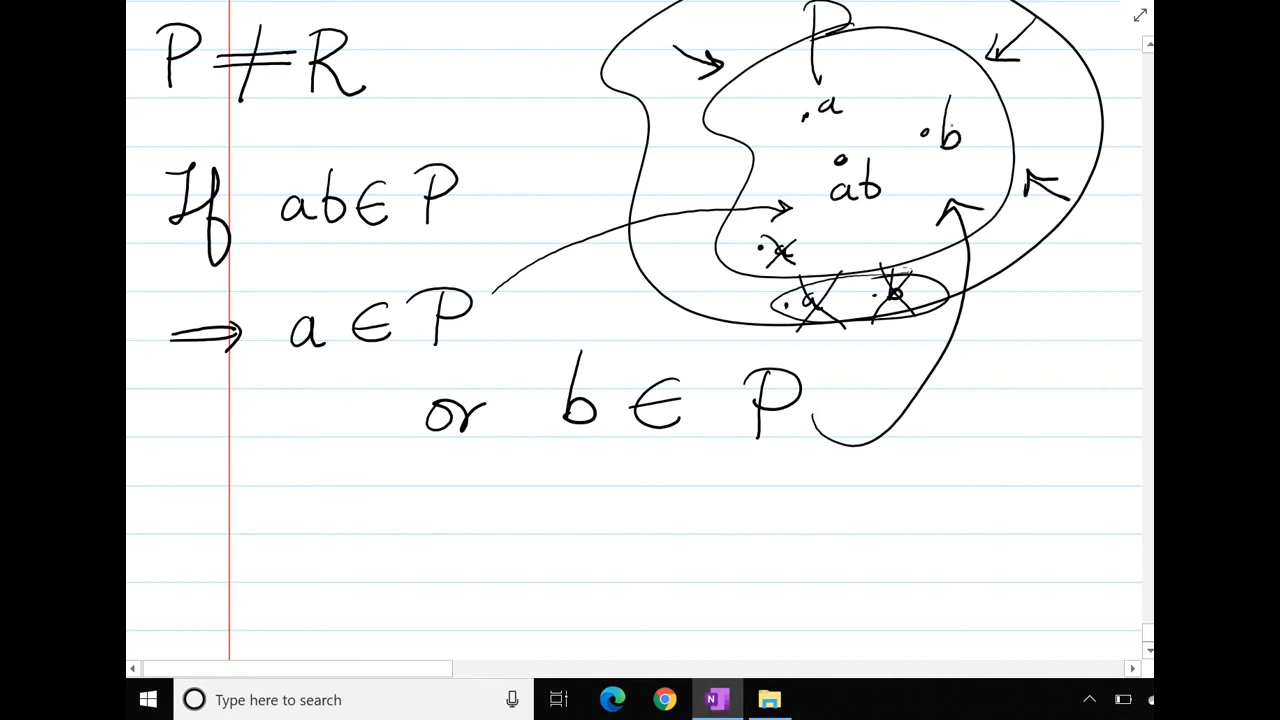 P ≠ R
P
.a
.b
ab
If ab ∈ P
.a
.a .b
⟹ a ∈ P
or b ∈ P
Type here to search